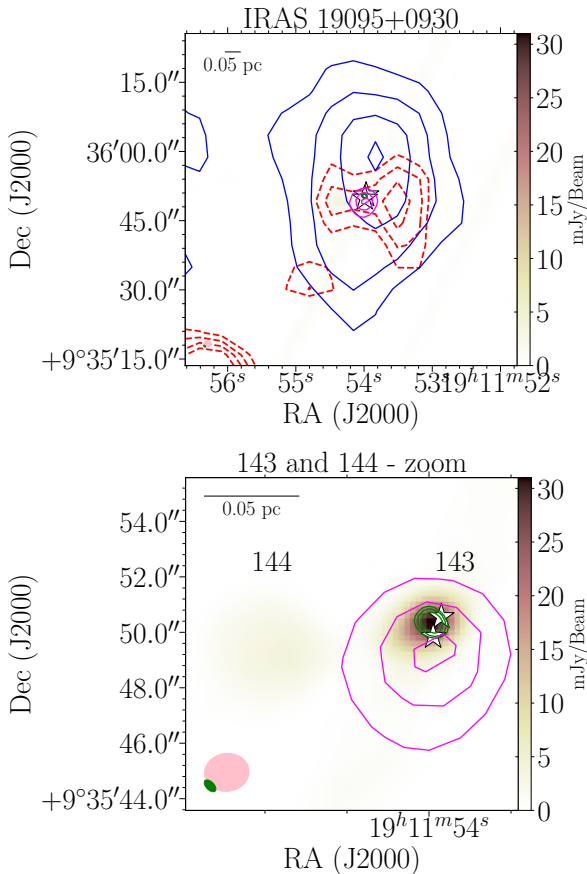 IRAS 19095+0930
0.05 pc
15.0″
36′00.0″
45.0″
30.0″
+9°35′15.0″
Dec (J2000)
56ˢ 55ˢ 54ˢ 53ˢ 19ʰ11ᵐ52ˢ
RA (J2000)
30
25
20
15
10
5
0
mJy/Beam
143 and 144 - zoom
0.05 pc
144 143
54.0″
52.0″
50.0″
48.0″
46.0″
+9°35′44.0″
Dec (J2000)
19ʰ11ᵐ54ˢ
RA (J2000)
30
25
20
15
10
5
0
mJy/Beam